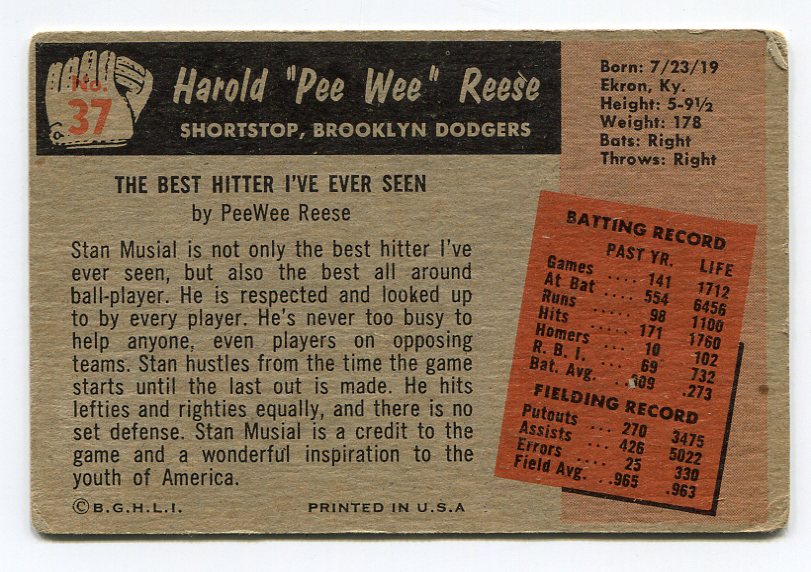 No. 37
Harold "Pee Wee" Reese
SHORTSTOP, BROOKLYN DODGERS
Born: 7/23/19
Ekron, Ky.
Height: 5-9½
Weight: 178
Bats: Right
Throws: Right
THE BEST HITTER I'VE EVER SEEN
by PeeWee Reese
Stan Musial is not only the best hitter I've
ever seen, but also the best all around
ball-player. He is respected and looked up
to by every player. He's never too busy to
help anyone, even players on opposing
teams. Stan hustles from the time the game
starts until the last out is made. He hits
lefties and righties equally, and there is no
set defense. Stan Musial is a credit to the
game and a wonderful inspiration to the
youth of America.
BATTING RECORD
PAST YR. LIFE
Games .... 141 1712
At Bat .... 554 6456
Runs .... 98 1100
Hits .... 171 1760
Homers .... 10 102
R. B. I. .... 69 732
Bat. Avg. .309 .273
FIELDING RECORD
Putouts .... 270 3475
Assists .... 426 5022
Errors .... 25 330
Field Avg. .965 .963
©B.G.H.L.I. PRINTED IN U.S.A